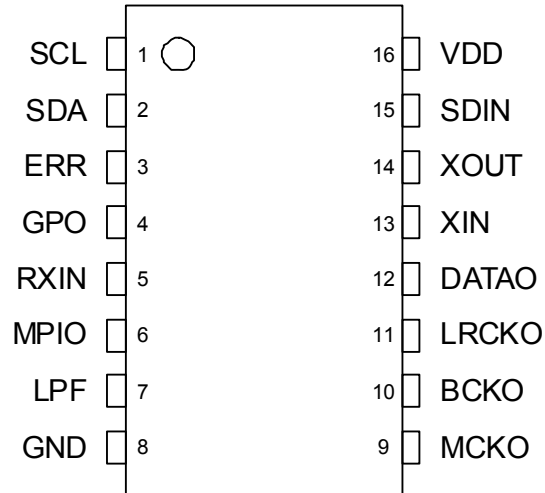 SCL 1 16 VDD
SDA 2 15 SDIN
ERR 3 14 XOUT
GPO 4 13 XIN
RXIN 5 12 DATAO
MPIO 6 11 LRCKO
LPF 7 10 BCKO
GND 8 9 MCKO